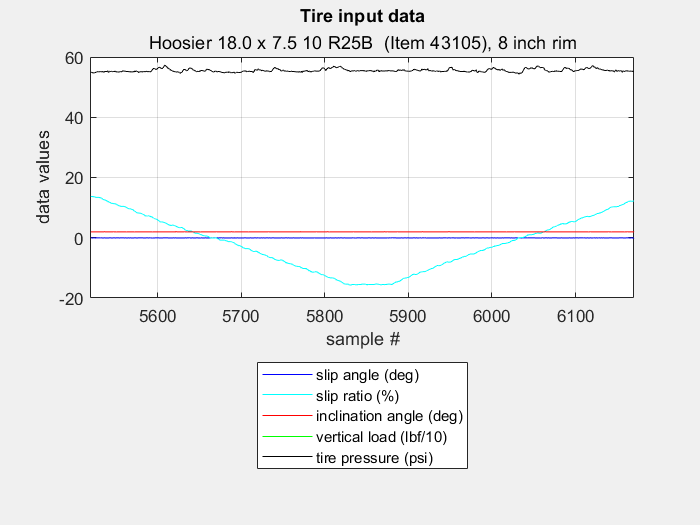 Tire input data
Hoosier 18.0 x 7.5 10 R25B  (Item 43105), 8 inch rim
60
40
20
0
-20
data values
5600 5700 5800 5900 6000 6100
sample #
slip angle (deg)
slip ratio (%)
inclination angle (deg)
vertical load (lbf/10)
tire pressure (psi)